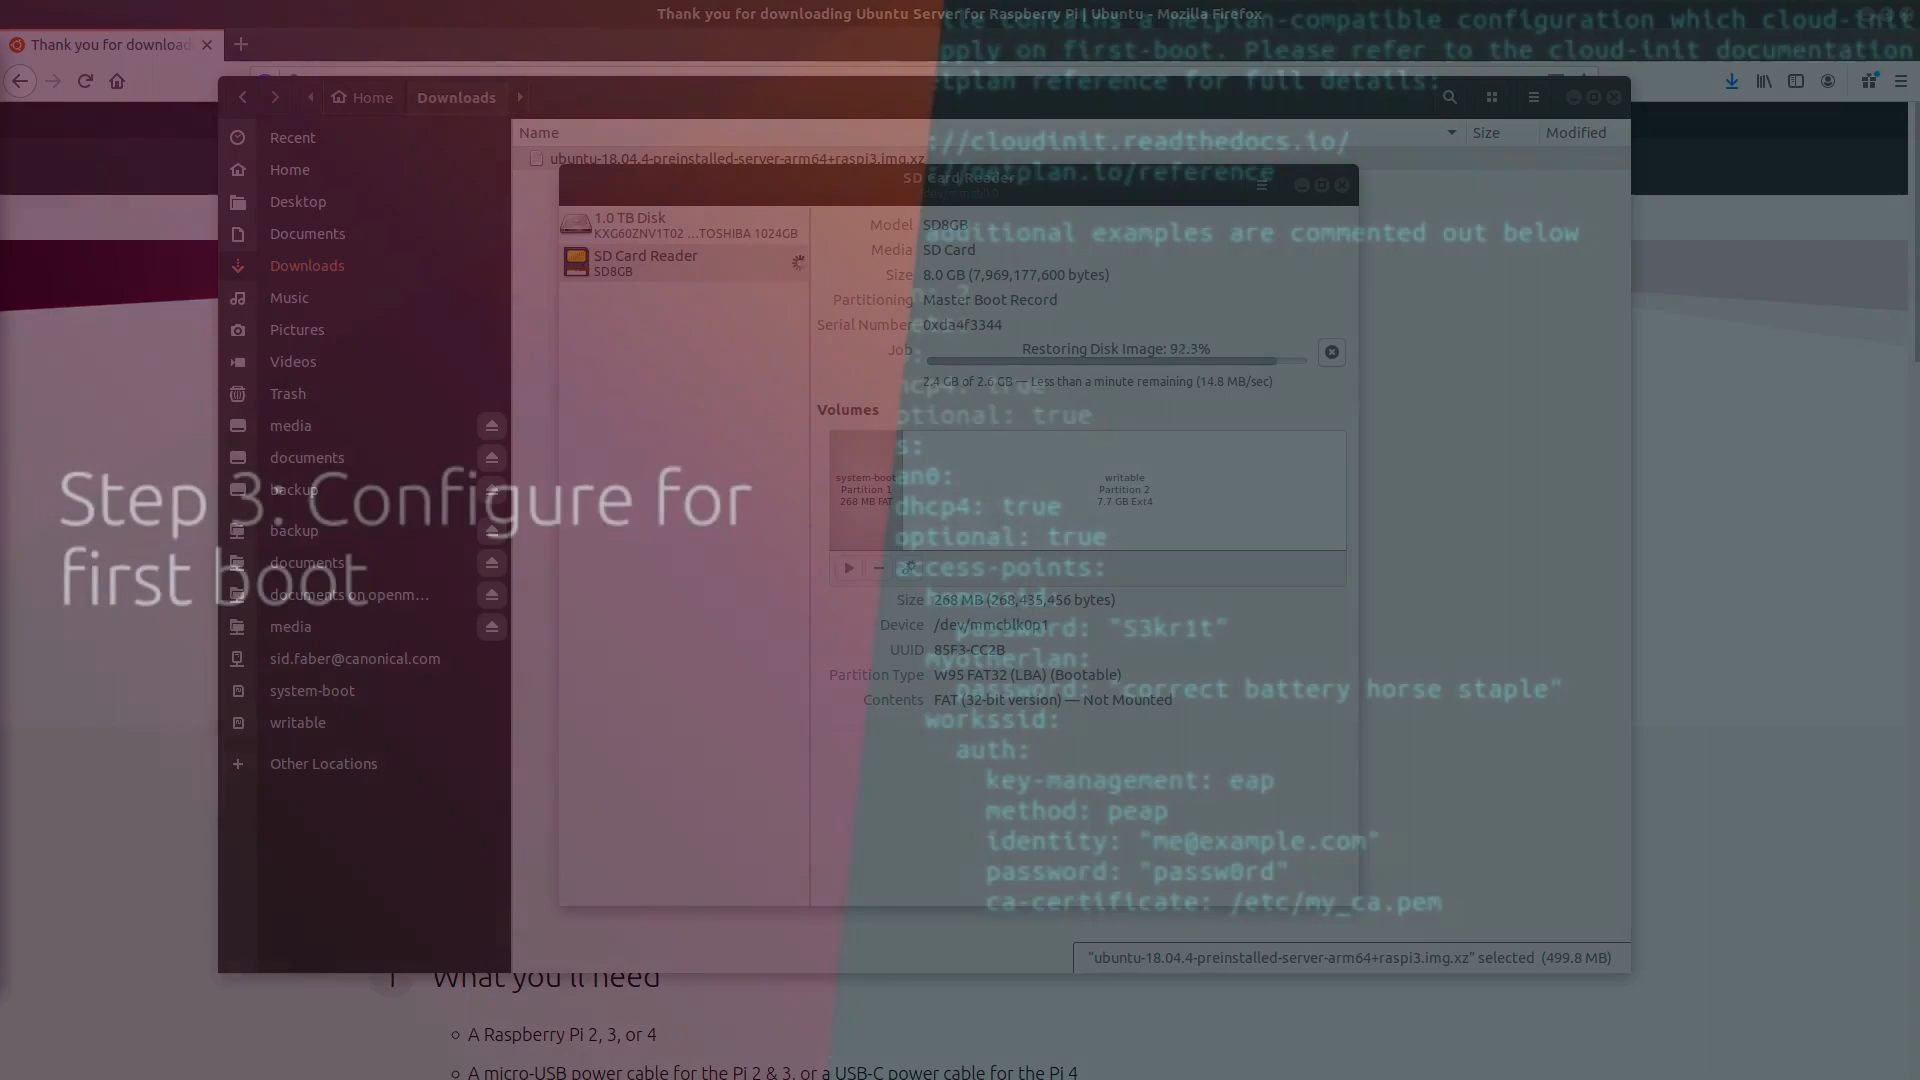 Thank you for downloading Ubuntu Server for Raspberry Pi | Ubuntu - Mozilla Firefox
Thank you for download
contains a netplan-compatible configuration which cloud-init
pply on first-boot. Please refer to the cloud-init documentation
tplan reference for full details:
Home
Downloads
Name
Size
Modified
ubuntu-18.04.4-preinstalled-server-arm64+raspi3.img.xz
://cloudinit.readthedocs.io/
://netplan.io/reference
additional examples are commented out below
Recent
Home
Desktop
Documents
Downloads
Music
Pictures
Videos
Trash
media
documents
backup
backup
documents
documents on openm...
media
sid.faber@canonical.com
system-boot
writable
Other Locations
SD Card Reader
1.0 TB Disk
KXG60ZNV1T02 ...TOSHIBA 1024GB
SD Card Reader
SD8GB
Model SD8GB
Media SD Card
Size 8.0 GB (7,969,177,600 bytes)
Partitioning Master Boot Record
Serial Number 0xda4f3344
Job Restoring Disk Image: 92.3%
2.4 GB of 2.6 GB — Less than a minute remaining (14.8 MB/sec)
Volumes
system-boot
Partition 1
268 MB FAT
writable
Partition 2
7.7 GB Ext4
Size 268 MB (268,435,456 bytes)
Device /dev/mmcblk0p1
UUID 85F3-CC2B
Partition Type W95 FAT32 (LBA) (Bootable)
Contents FAT (32-bit version) — Not Mounted
hcp4: true
optional: true
s:
an0:
dhcp4: true
optional: true
access-points:
homessid:
password: "S3kr1t"
myotherlan:
password: "correct battery horse staple"
workssid:
auth:
key-management: eap
method: peap
identity: "me@example.com"
password: "passw0rd"
ca-certificate: /etc/my_ca.pem
Step 3: Configure for
first boot
"ubuntu-18.04.4-preinstalled-server-arm64+raspi3.img.xz" selected (499.8 MB)
1 What you'll need
A Raspberry Pi 2, 3, or 4
A micro-USB power cable for the Pi 2 & 3, or a USB-C power cable for the Pi 4